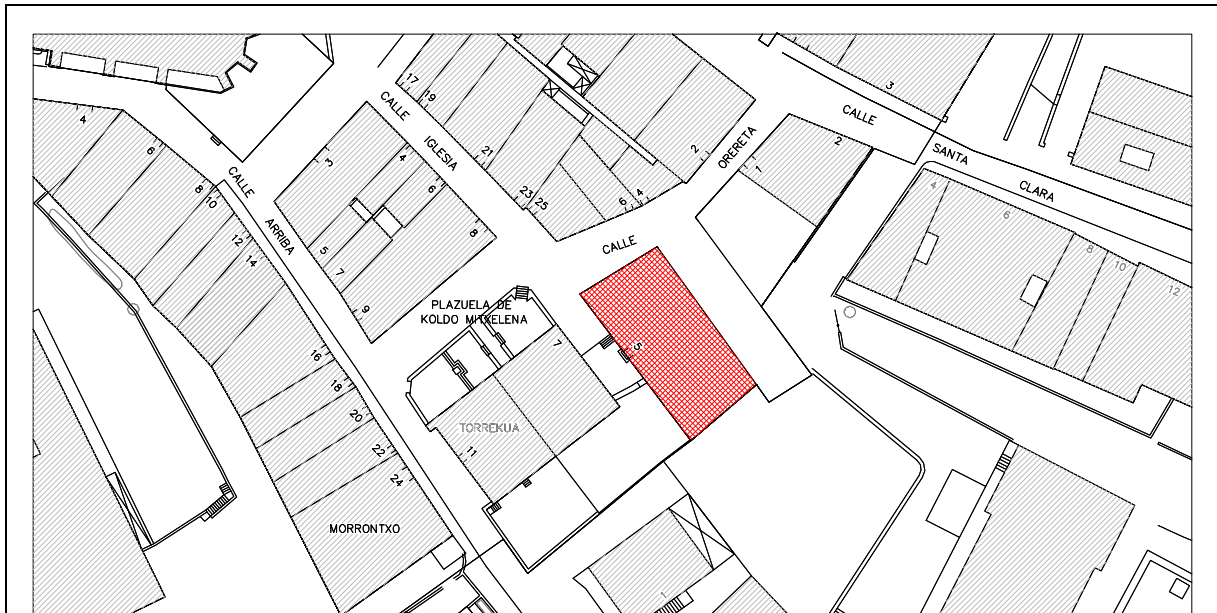 17
19
CALLE
IGLESIA
21
23
25
3
4
6
8
5
7
9
4
6
8
10
12
14
CALLE
ARRIBA
16
18
20
22
24
MORRONTXO
PLAZUELA DE
KOLDO MITXELENA
7
TORREKUA
11
5
CALLE
ORERETA
6
4
2
1
2
3
CALLE
SANTA
CLARA
4
6
8
10
12
1